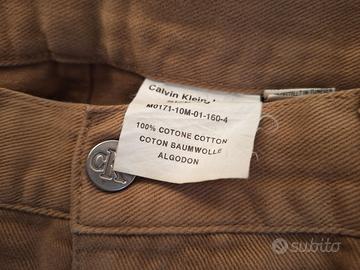 Calvin Klein
M0171-10M-01-160-4
100% COTONE COTTON
COTON BAUMWOLLE
ALGODON
cK
subito